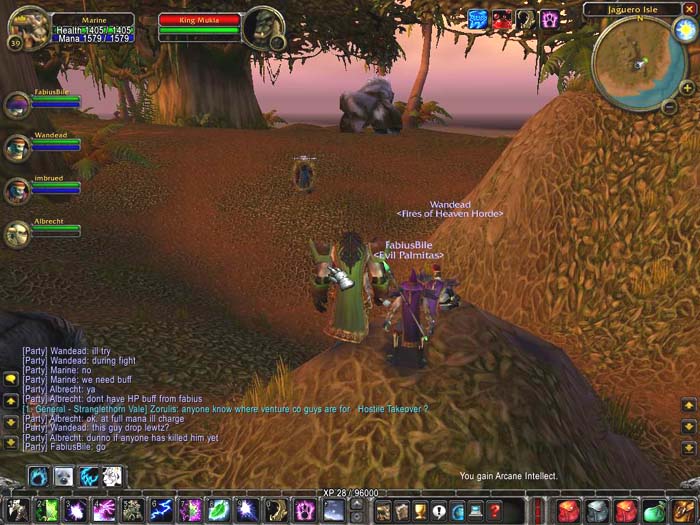 Marine
Health 1405 / 1405
Mana 1579 / 1579
39
King Mukla
Jaguero Isle
N
FabiusBile
Wandead
imbrued
Albrecht
Wandead
<Fires of Heaven Horde>
FabiusBile
<Evil Palmitas>
[Party] Wandead: ill try
[Party] Wandead: during fight
[Party] Marine: no
[Party] Marine: we need buff
[Party] Albrecht: ya
[Party] Albrecht: dont have HP buff from fabius
[1. General - Stranglethorn Vale] Zorulis: anyone know where venture co guys are for Hostile Takeover ?
[Party] Albrecht: ok. at full mana ill charge
[Party] Wandead: this guy drop lewtz?
[Party] Albrecht: dunno if anyone has killed him yet
[Party] FabiusBile: go
You gain Arcane Intellect.
XP 28 / 96000